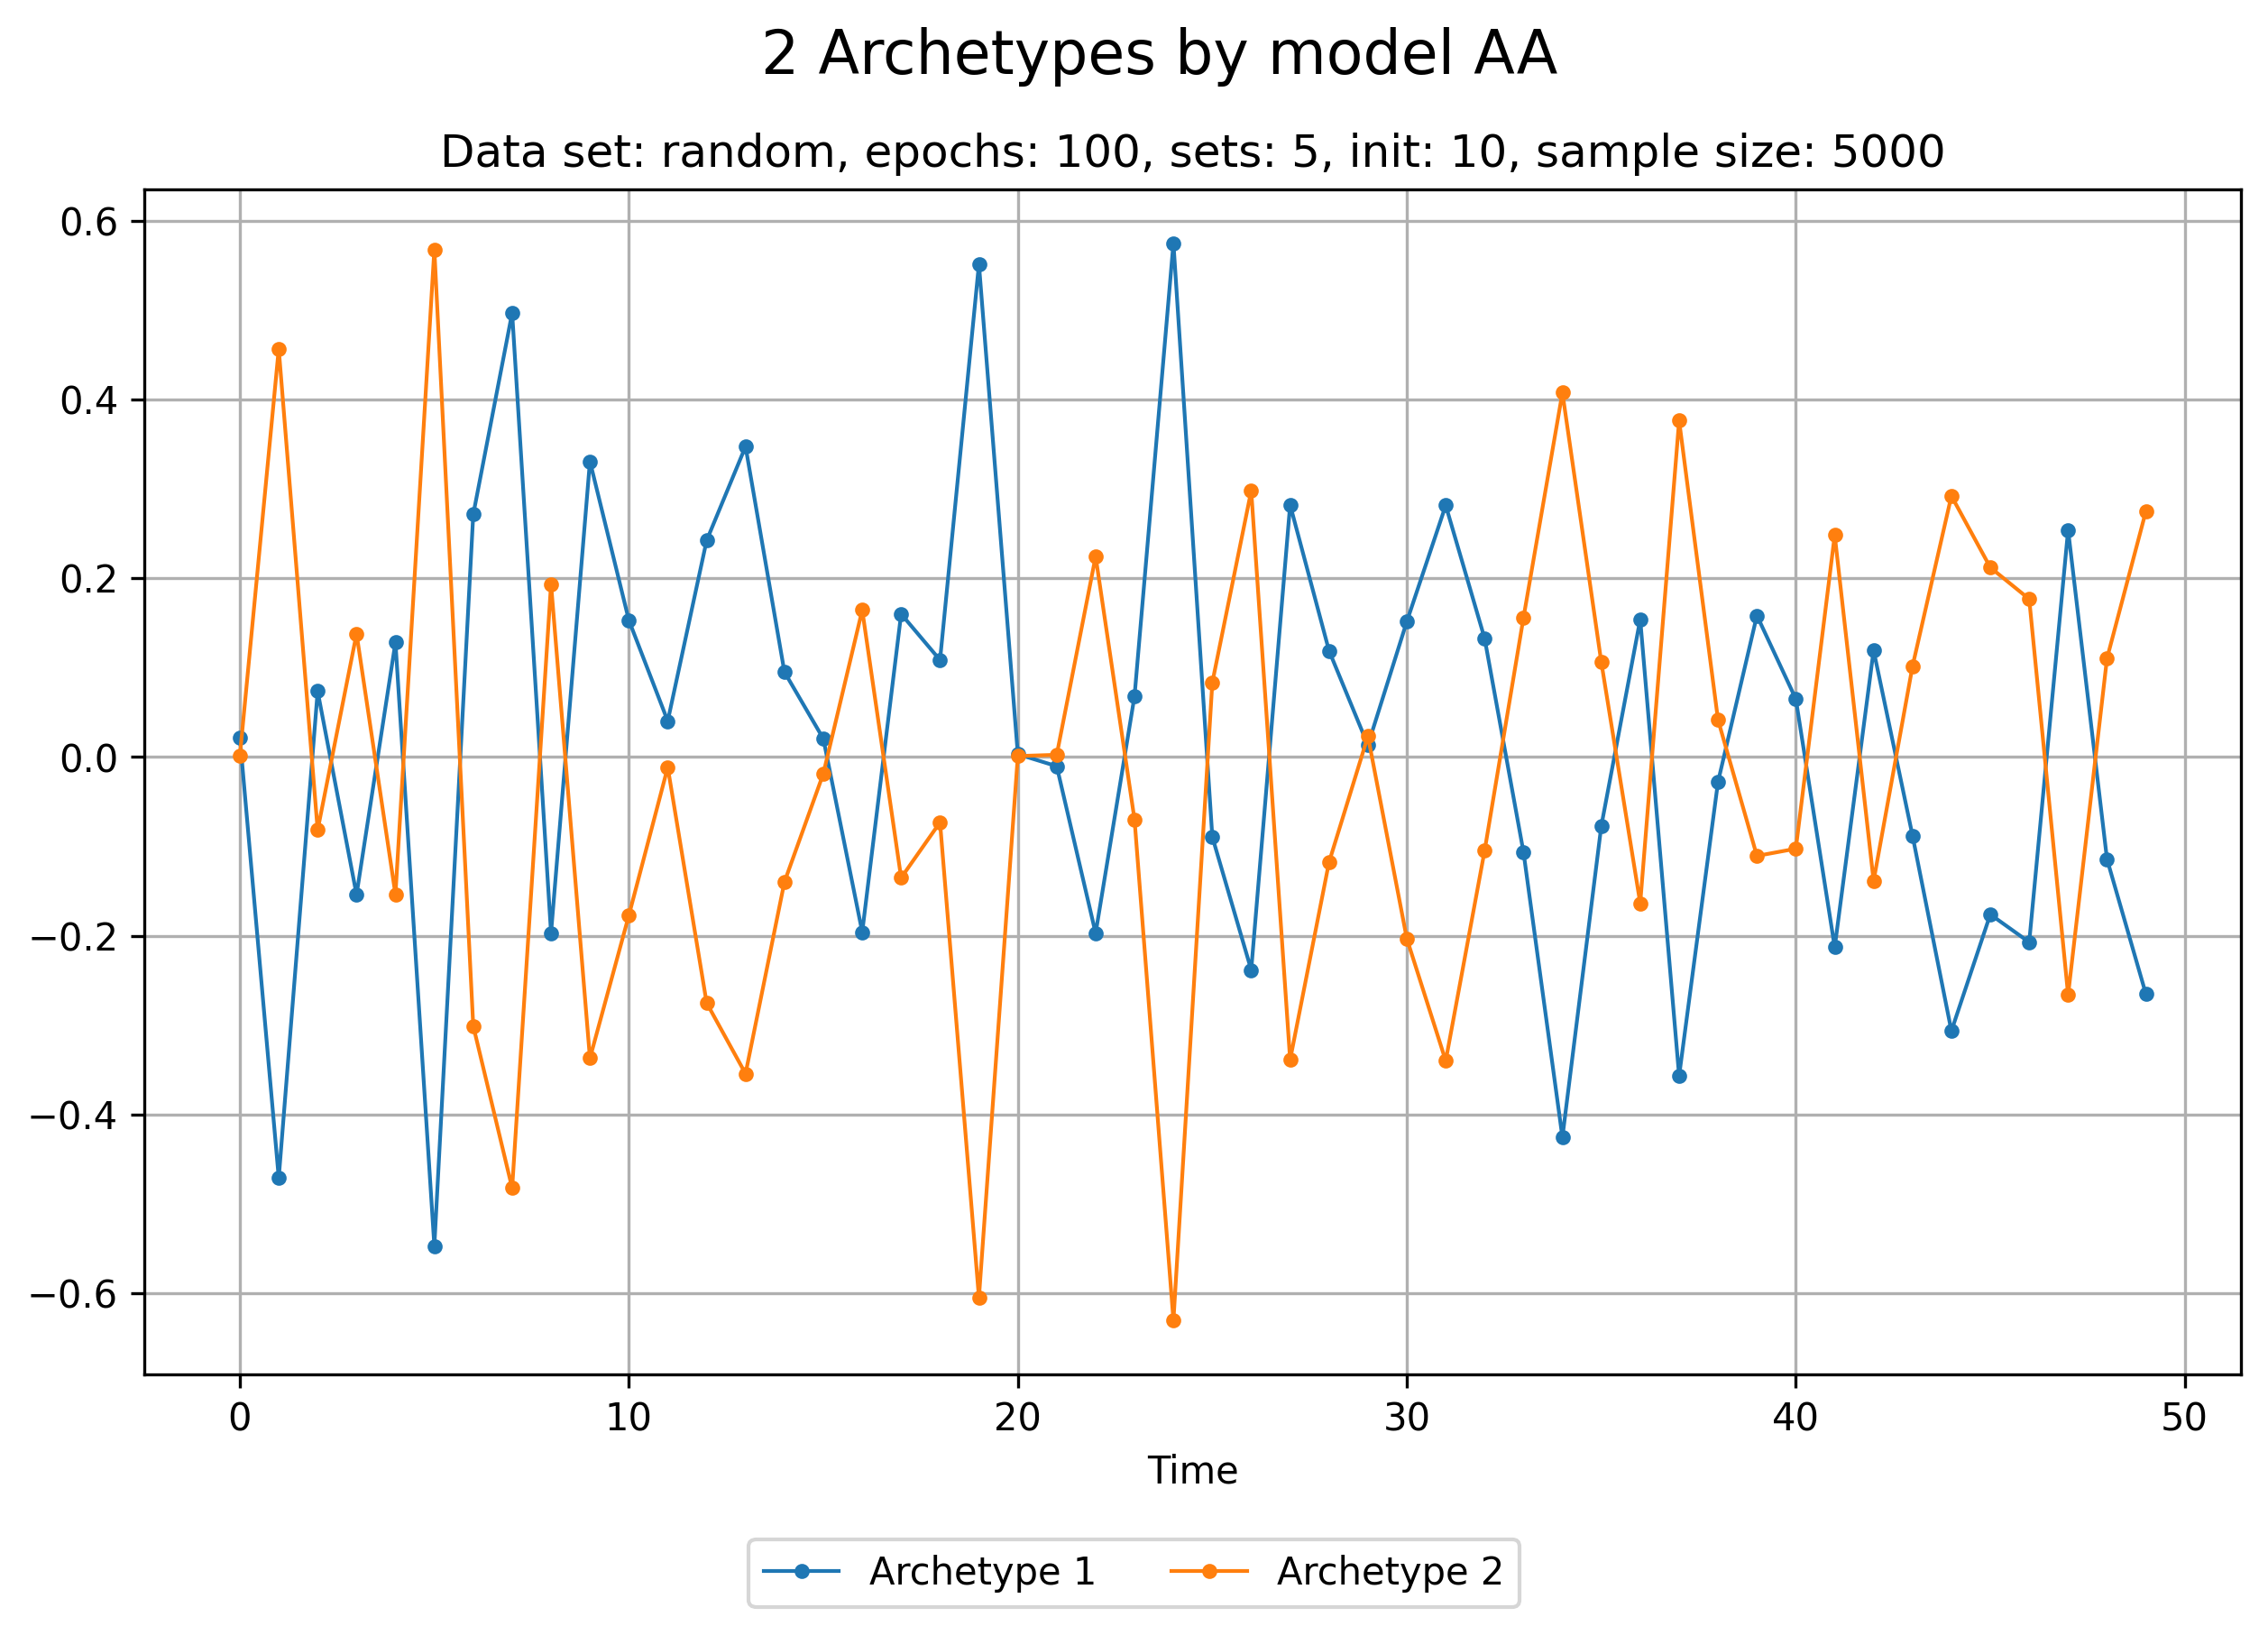 2 Archetypes by model AA
Data set: random, epochs: 100, sets: 5, init: 10, sample size: 5000
0.6
0.4
0.2
0.0
−0.2
−0.4
−0.6
0 10 20 30 40 50
Time
Archetype 1 Archetype 2